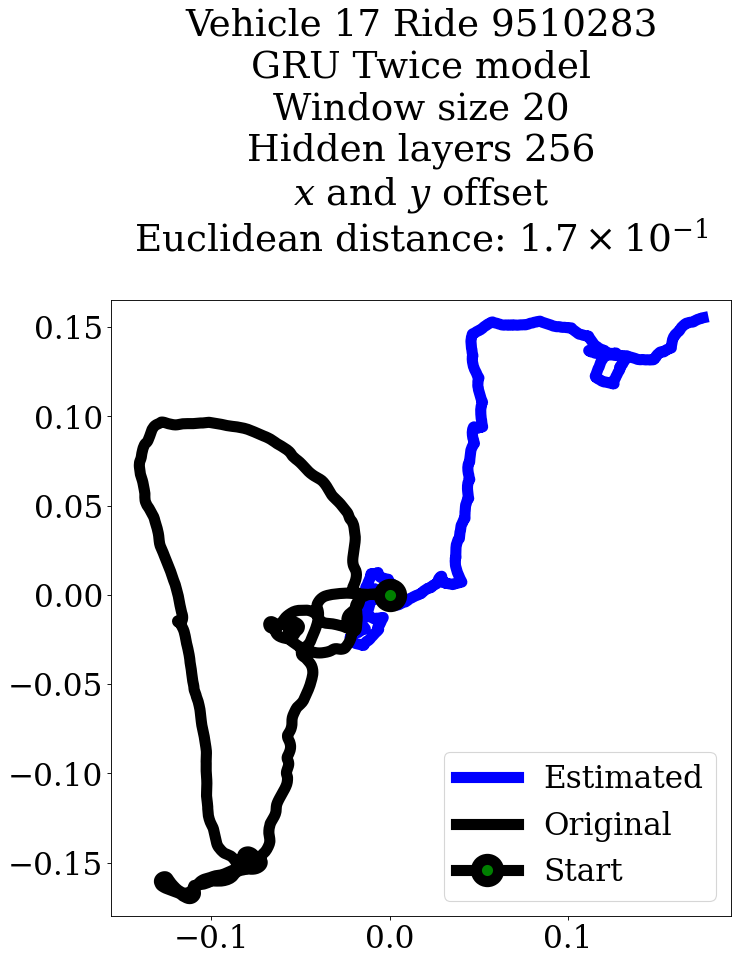 Vehicle 17 Ride 9510283
GRU Twice model
Window size 20
Hidden layers 256
x and y offset
Euclidean distance: 1.7 × 10⁻¹
0.15
0.10
0.05
0.00
−0.05
−0.10
−0.15
−0.1 0.0 0.1
Estimated
Original
Start